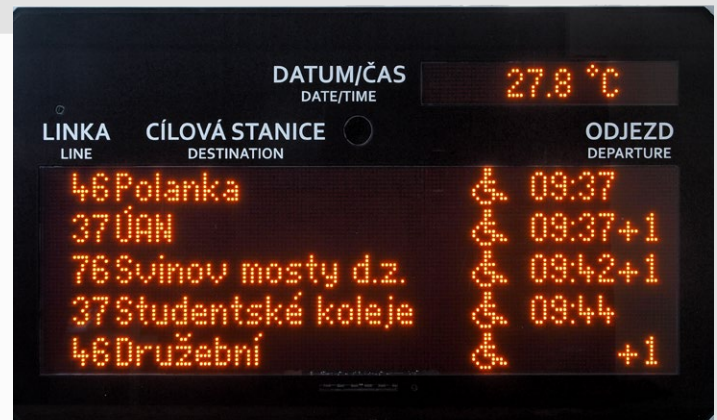 DATUM/ČAS
DATE/TIME
27.8 °C
LINKA CÍLOVÁ STANICE ODJEZD
LINE DESTINATION DEPARTURE
46 Polanka 09:37
37 ÚAN 09:37+1
76 Svinov mosty d.z. 09:42+1
37 Studentské koleje 09:44
46 Družební +1